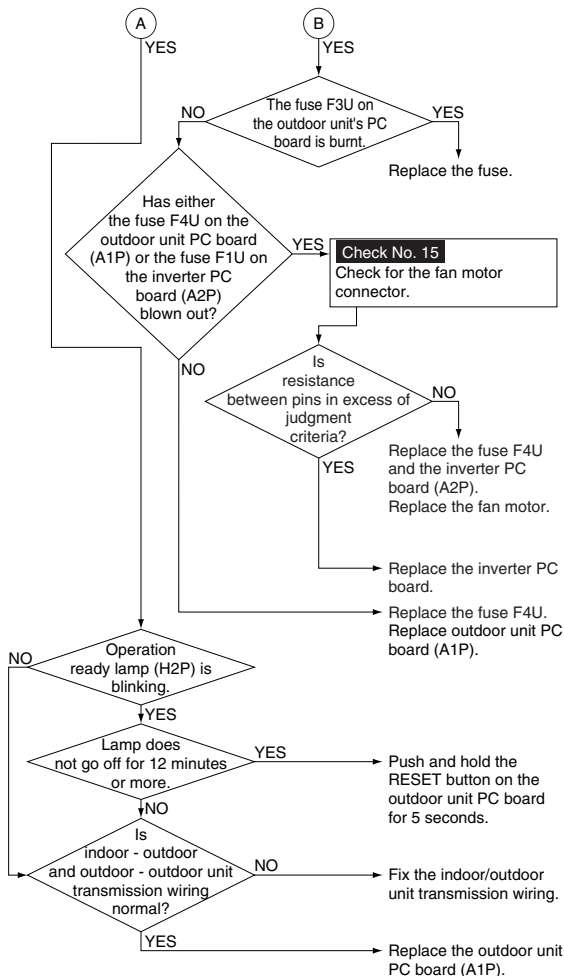 A
B
YES
YES
The fuse F3U on
the outdoor unit's PC
board is burnt.
NO
YES
Replace the fuse.
Has either
the fuse F4U on the
outdoor unit PC board
(A1P) or the fuse F1U on
the inverter PC
board (A2P)
blown out?
YES
Check No. 15
Check for the fan motor
connector.
NO
Is
resistance
between pins in excess of
judgment
criteria?
NO
YES
Replace the fuse F4U
and the inverter PC
board (A2P).
Replace the fan motor.
Replace the inverter PC
board.
Replace the fuse F4U.
Replace outdoor unit PC
board (A1P).
Operation
ready lamp (H2P) is
blinking.
NO
YES
Lamp does
not go off for 12 minutes
or more.
YES
Push and hold the
RESET button on the
outdoor unit PC board
for 5 seconds.
NO
Is
indoor - outdoor
and outdoor - outdoor unit
transmission wiring
normal?
NO
Fix the indoor/outdoor
unit transmission wiring.
YES
Replace the outdoor unit
PC board (A1P).